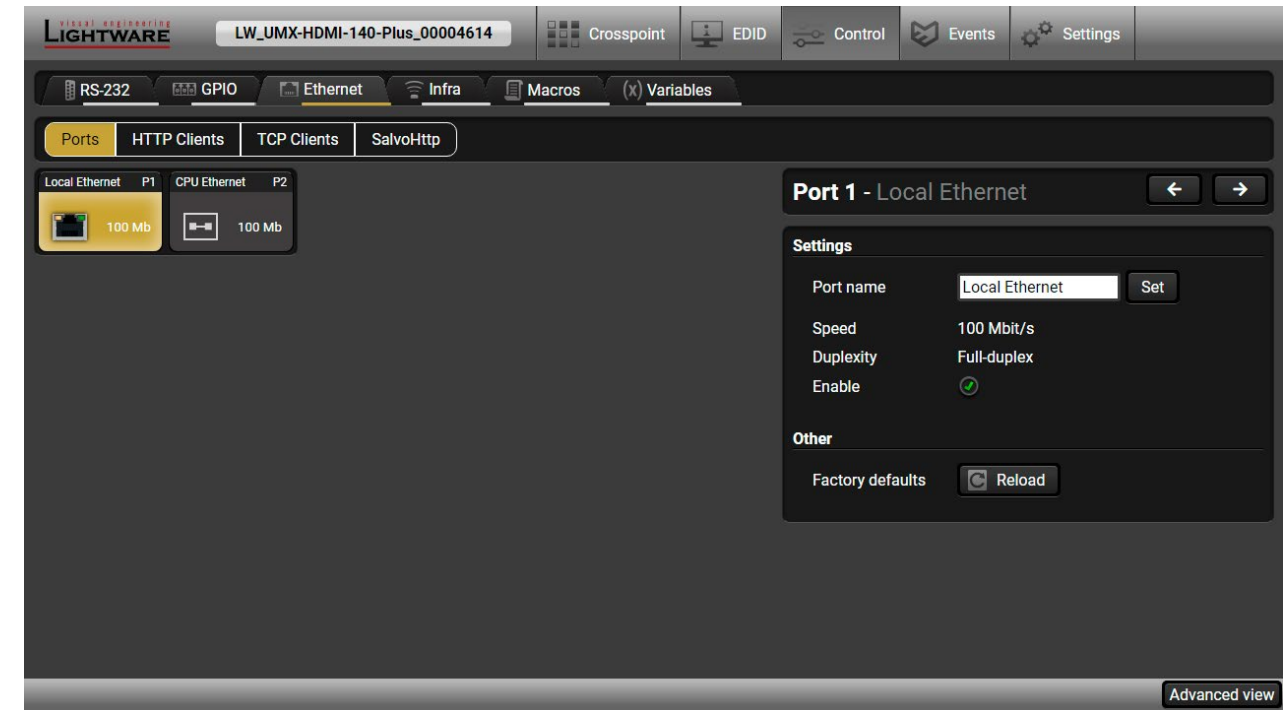 visual engineering
LIGHTWARE
LW_UMX-HDMI-140-Plus_00004614
Crosspoint
EDID
Control
Events
Settings
RS-232
GPIO
Ethernet
Infra
Macros
(x) Variables
Ports
HTTP Clients
TCP Clients
SalvoHttp
Local Ethernet P1
100 Mb
CPU Ethernet P2
100 Mb
Port 1 - Local Ethernet
Settings
Port name Local Ethernet Set
Speed 100 Mbit/s
Duplexity Full-duplex
Enable
Other
Factory defaults Reload
Advanced view